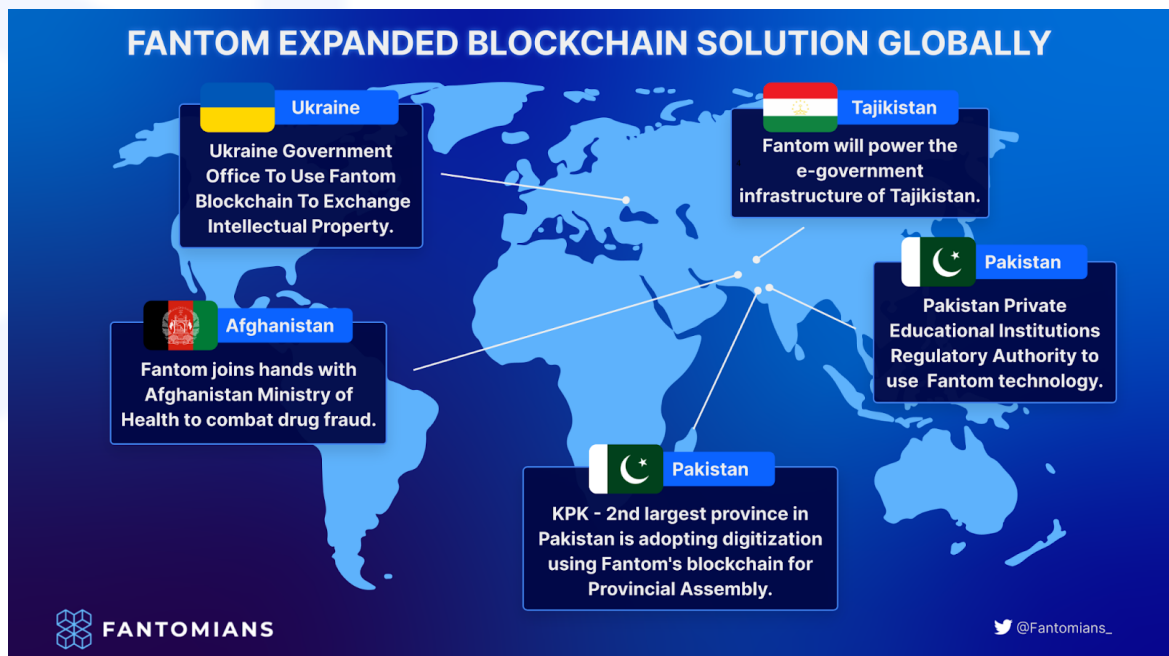 FANTOM EXPANDED BLOCKCHAIN SOLUTION GLOBALLY
Ukraine
Ukraine Government
Office To Use Fantom
Blockchain To Exchange
Intellectual Property.
Tajikistan
Fantom will power the
e-government
infrastructure of Tajikistan.
Pakistan
Pakistan Private
Educational Institutions
Regulatory Authority to
use Fantom technology.
Afghanistan
Fantom joins hands with
Afghanistan Ministry of
Health to combat drug fraud.
Pakistan
KPK - 2nd largest province in
Pakistan is adopting digitization
using Fantom's blockchain for
Provincial Assembly.
FANTOMIANS
@Fantomians_